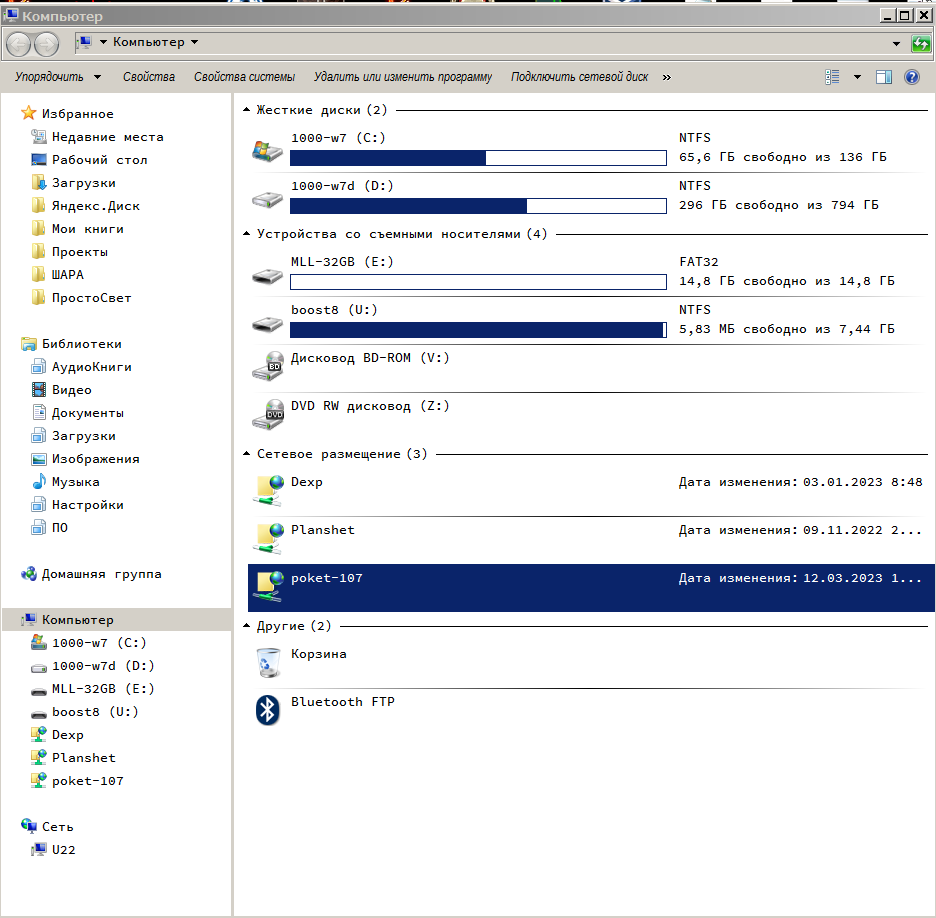 Компьютер
Компьютер
Упорядочить Свойства Свойства системы Удалить или изменить программу Подключить сетевой диск »
Избранное
Недавние места
Рабочий стол
Загрузки
Яндекс.Диск
Мои книги
Проекты
ШАРА
ПростоСвет
Библиотеки
АудиоКниги
Видео
Документы
Загрузки
Изображения
Музыка
Настройки
ПО
Домашняя группа
Компьютер
1000-w7 (C:)
1000-w7d (D:)
MLL-32GB (E:)
boost8 (U:)
Dexp
Planshet
poket-107
Сеть
U22
Жесткие диски (2)
1000-w7 (C:) NTFS
65,6 ГБ свободно из 136 ГБ
1000-w7d (D:) NTFS
296 ГБ свободно из 794 ГБ
Устройства со съемными носителями (4)
MLL-32GB (E:) FAT32
14,8 ГБ свободно из 14,8 ГБ
boost8 (U:) NTFS
5,83 МБ свободно из 7,44 ГБ
Дисковод BD-ROM (V:)
BD
DVD RW дисковод (Z:)
DVD
Сетевое размещение (3)
Dexp Дата изменения: 03.01.2023 8:48
Planshet Дата изменения: 09.11.2022 2...
poket-107 Дата изменения: 12.03.2023 1...
Другие (2)
Корзина
Bluetooth FTP